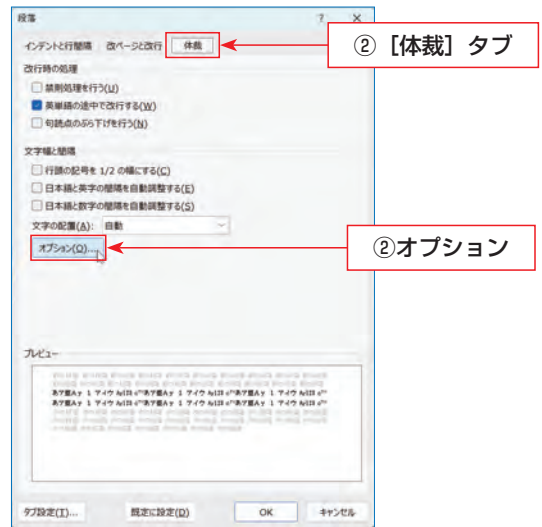 段落
? ×
インデントと行間隔 改ページと改行 体裁
② ［体裁］タブ
改行時の処理
禁則処理を行う(U)
英単語の途中で改行する(W)
句読点のぶら下げを行う(N)
文字幅と間隔
行頭の記号を 1/2 の幅にする(C)
日本語と英字の間隔を自動調整する(E)
日本語と数字の間隔を自動調整する(S)
文字の配置(A): 自動
オプション(O)...
②オプション
プレビュー
タブ設定(T)... 既定に設定(D) OK キャンセル